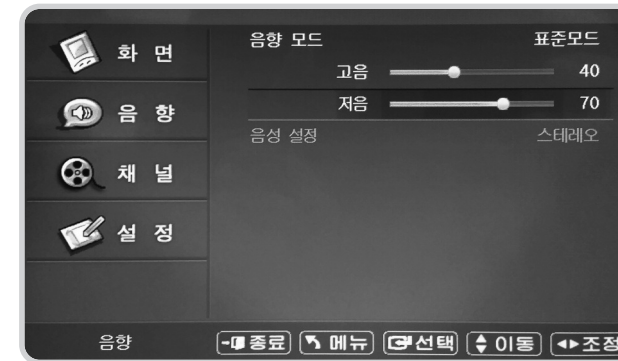 화 면
음 향
채 널
설 정
음향 모드 표준모드
고음 40
저음 70
음성 설정 스테레오
음향 종료 메뉴 선택 이동 조정